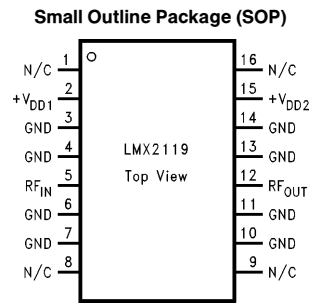 Small Outline Package (SOP)
N/C 1 16 N/C
+VDD1 2 15 +VDD2
GND 3 14 GND
GND 4 13 GND
LMX2119
Top View
RFIN 5 12 RFOUT
GND 6 11 GND
GND 7 10 GND
N/C 8 9 N/C